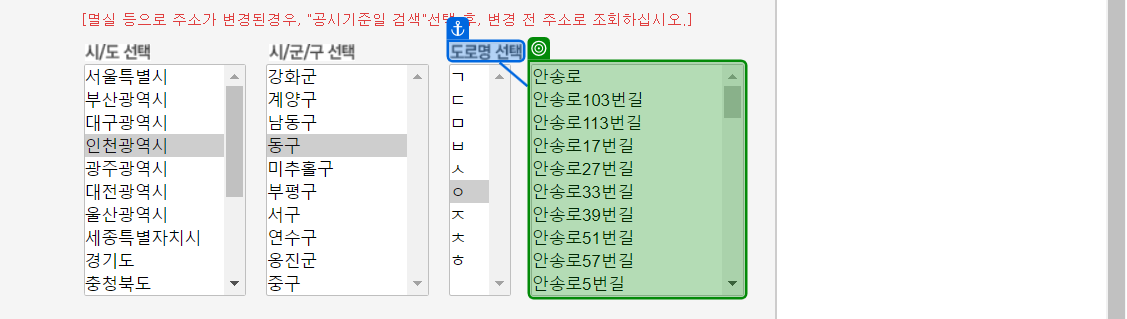 [멸실 등으로 주소가 변경된경우, "공시기준일 검색"선택 후, 변경 전 주소로 조회하십시오.]
시/도 선택
서울특별시
부산광역시
대구광역시
인천광역시
광주광역시
대전광역시
울산광역시
세종특별자치시
경기도
충청북도
시/군/구 선택
강화군
계양구
남동구
동구
미추홀구
부평구
서구
연수구
옹진군
중구
도로명 선택
ㄱ
ㄷ
ㅁ
ㅂ
ㅅ
ㅇ
ㅈ
ㅊ
ㅎ
안송로
안송로103번길
안송로113번길
안송로17번길
안송로27번길
안송로33번길
안송로39번길
안송로51번길
안송로57번길
안송로5번길